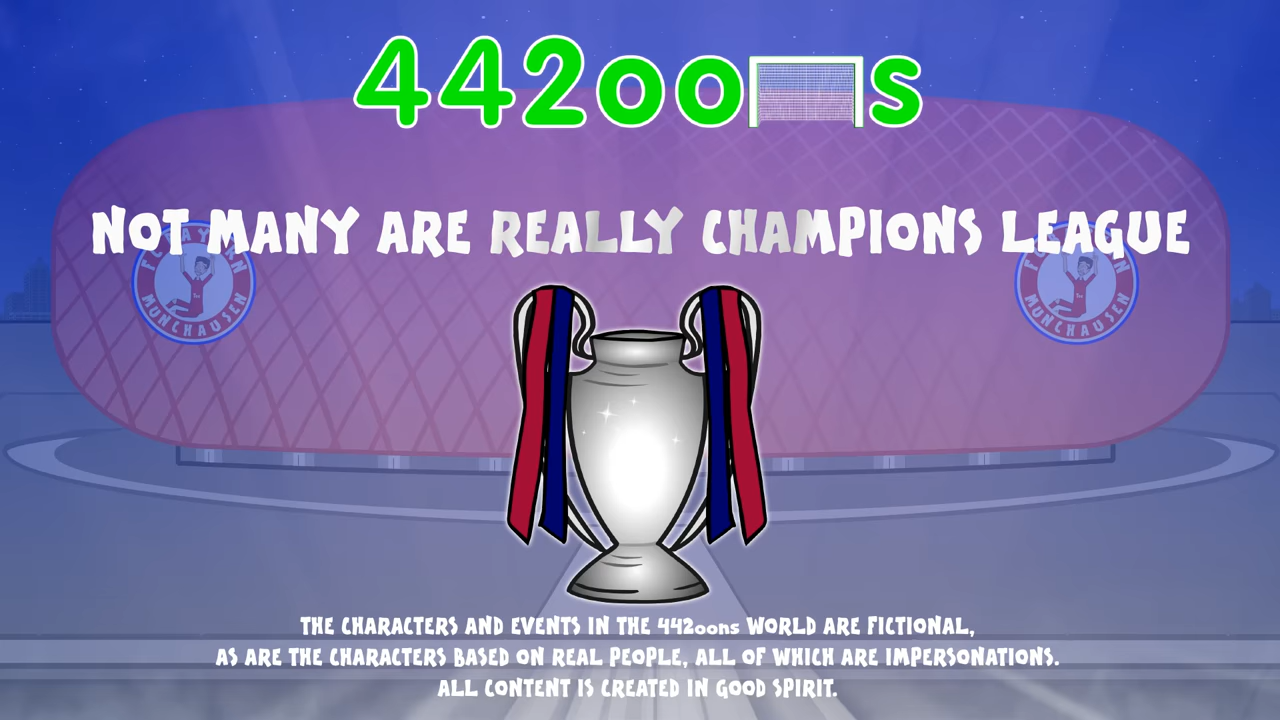 442oons
NOT MANY ARE REALLY CHAMPIONS LEAGUE
FC
MUNCHAUSEN
MUNCHAUSEN
THE CHARACTERS AND EVENTS IN THE 442oons WORLD ARE FICTIONAL,
AS ARE THE CHARACTERS BASED ON REAL PEOPLE, ALL OF WHICH ARE IMPERSONATIONS.
ALL CONTENT IS CREATED IN GOOD SPIRIT.